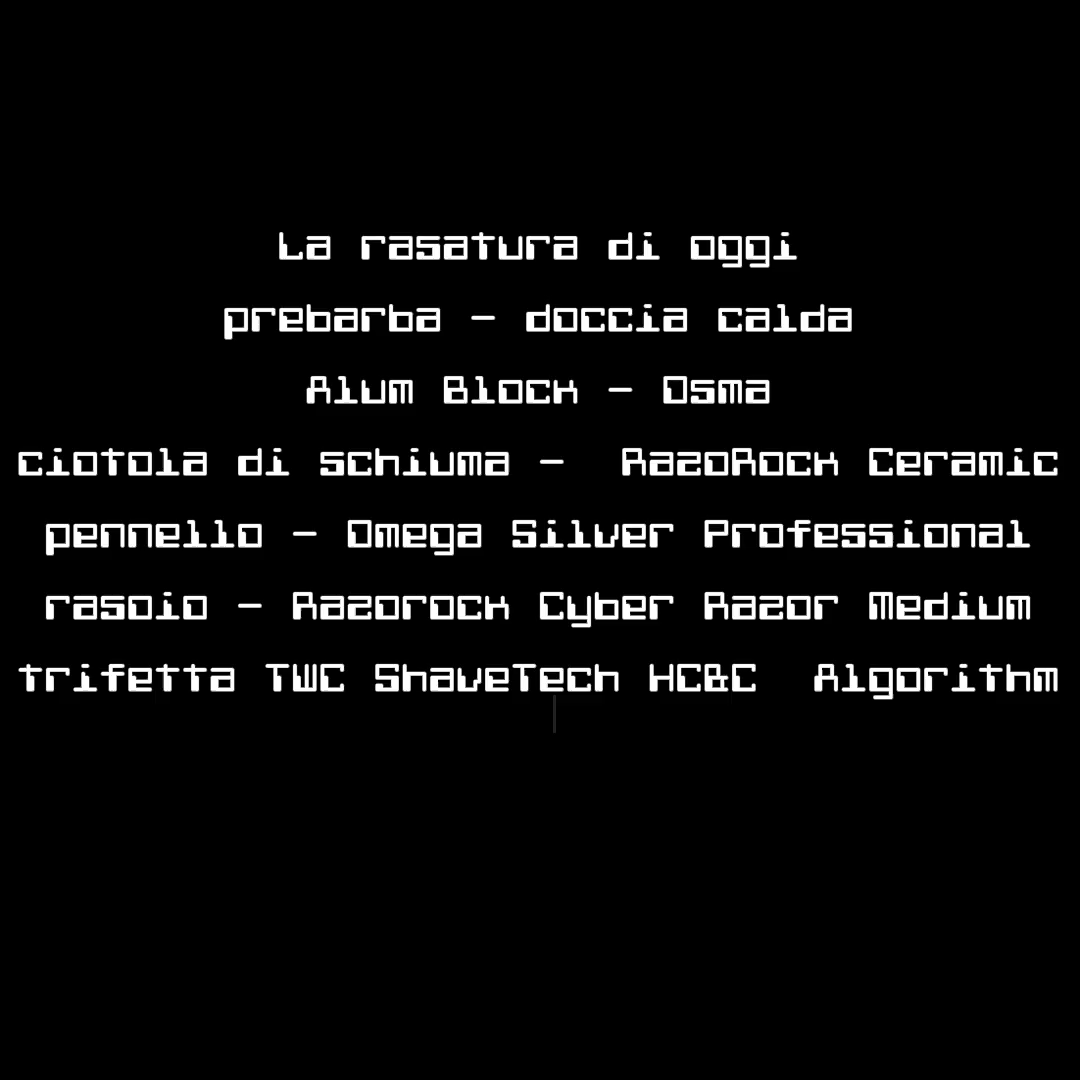 La rasatura di oggi
prebarba - doccia calda
Alum Block - Osma
ciotola di schiuma -  RazoRock Ceramic
pennello - Omega Silver Professional
rasoio - Razorock Cyber Razor Medium
trifetta TWC ShaveTech HC&C  Algorithm